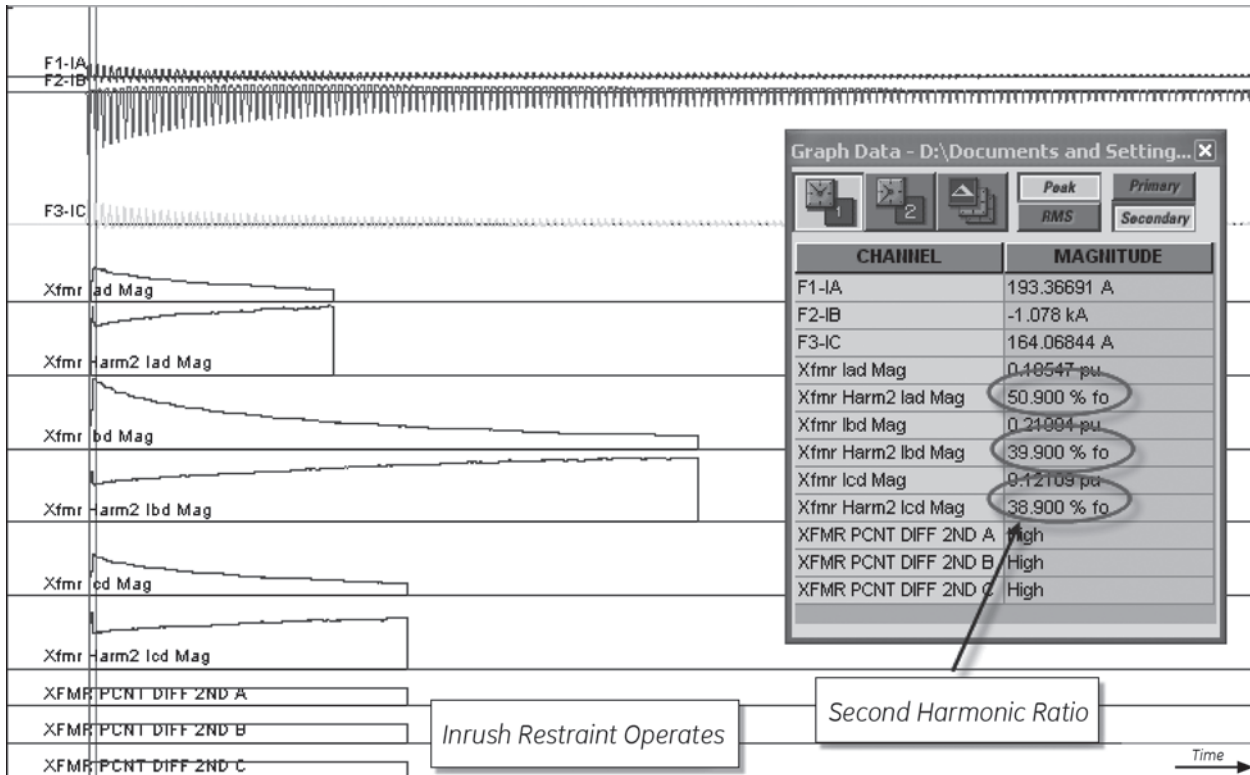 F1-IA
F2-IB
F3-IC
Xfmr Iad Mag
Xfmr Harm2 Iad Mag
Xfmr Ibd Mag
Xfmr Harm2 Ibd Mag
Xfmr Icd Mag
Xfmr Harm2 Icd Mag
XFMR PCNT DIFF 2ND A
XFMR PCNT DIFF 2ND B
XFMR PCNT DIFF 2ND C
Graph Data - D:\Documents and Setting...
1
2
Peak
Primary
RMS
Secondary
CHANNEL MAGNITUDE
F1-IA 193.36691 A
F2-IB -1.078 kA
F3-IC 164.06844 A
Xfmr Iad Mag 0.18547 pu
Xfmr Harm2 Iad Mag 50.900 % fo
Xfmr Ibd Mag 0.21094 pu
Xfmr Harm2 Ibd Mag 39.900 % fo
Xfmr Icd Mag 0.12109 pu
Xfmr Harm2 Icd Mag 38.900 % fo
XFMR PCNT DIFF 2ND A High
XFMR PCNT DIFF 2ND B High
XFMR PCNT DIFF 2ND C High
Inrush Restraint Operates
Second Harmonic Ratio
Time